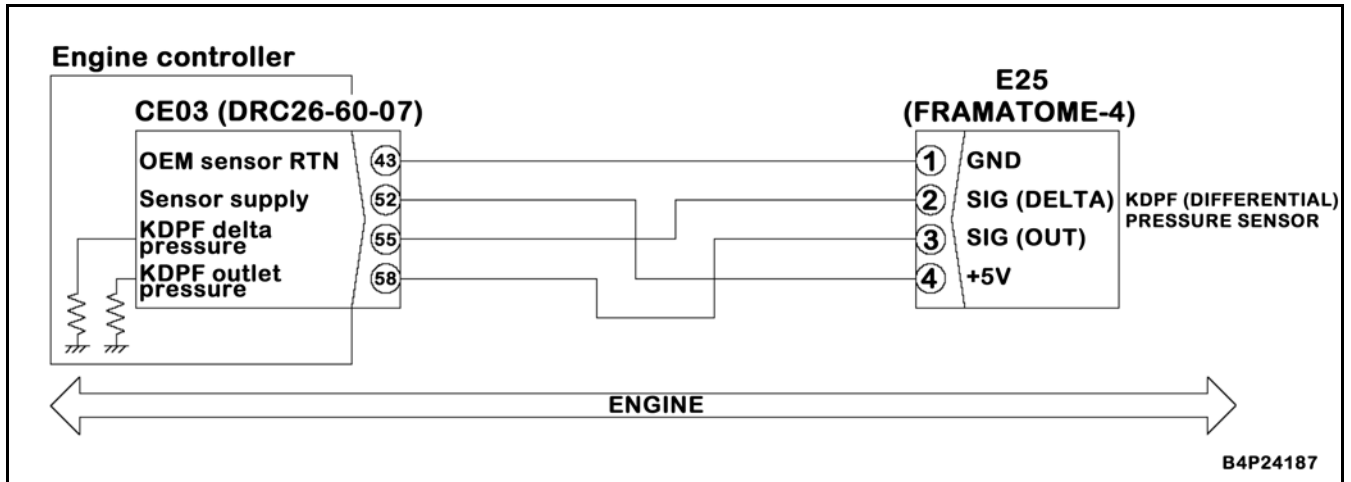 Engine controller
CE03 (DRC26-60-07)
OEM sensor RTN
43
Sensor supply
52
KDPF delta
pressure
55
KDPF outlet
pressure
58
E25
(FRAMATOME-4)
1
GND
2
SIG (DELTA)
3
SIG (OUT)
4
+5V
KDPF (DIFFERENTIAL)
PRESSURE SENSOR
ENGINE
B4P24187